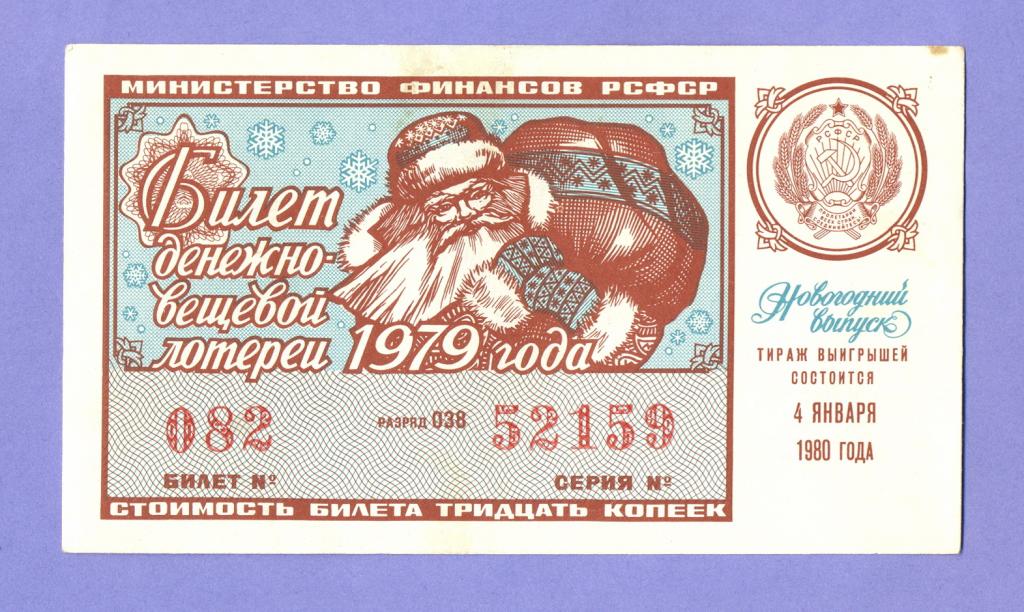 МИНИСТЕРСТВО ФИНАНСОВ РСФСР
Билет
денежно-
вещевой
лотереи 1979 года
082
РАЗРЯД 038
52159
БИЛЕТ №
СЕРИЯ №
СТОИМОСТЬ БИЛЕТА ТРИДЦАТЬ КОПЕЕК
РСФСР
Новогодний
выпуск
ТИРАЖ ВЫИГРЫШЕЙ
СОСТОИТСЯ
4 ЯНВАРЯ
1980 ГОДА